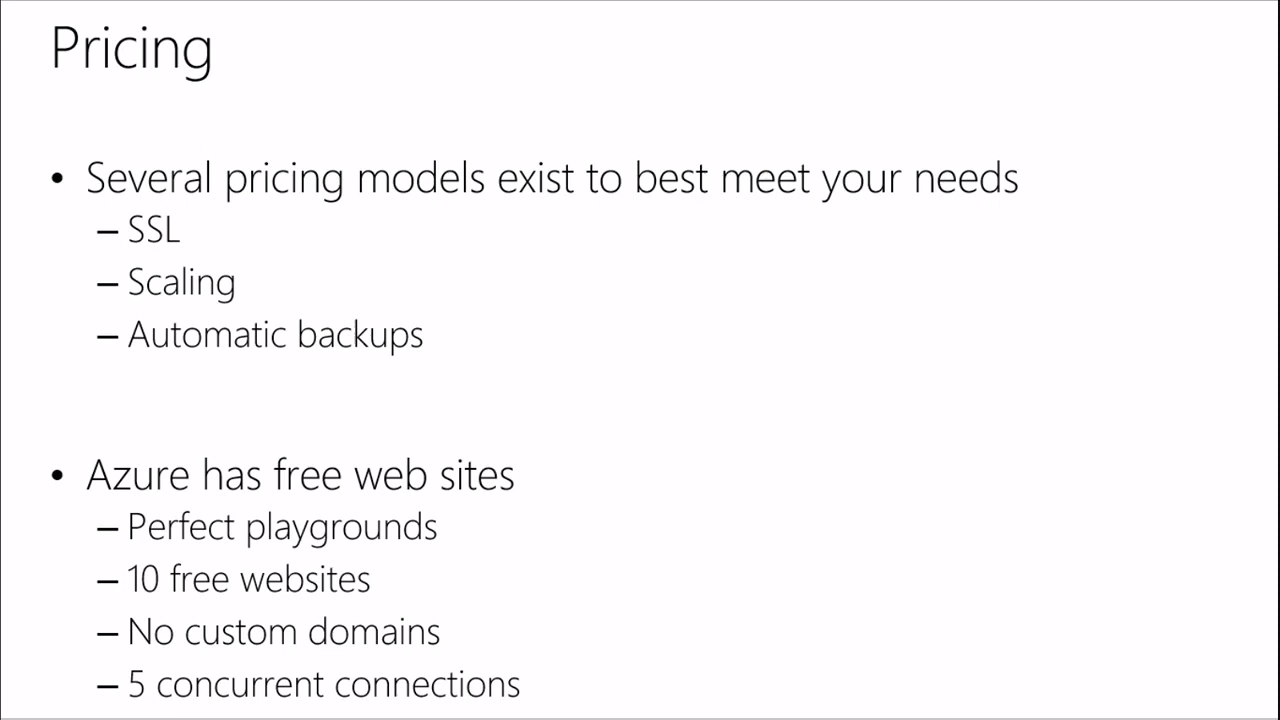 Pricing
• Several pricing models exist to best meet your needs
– SSL
– Scaling
– Automatic backups
• Azure has free web sites
– Perfect playgrounds
– 10 free websites
– No custom domains
– 5 concurrent connections